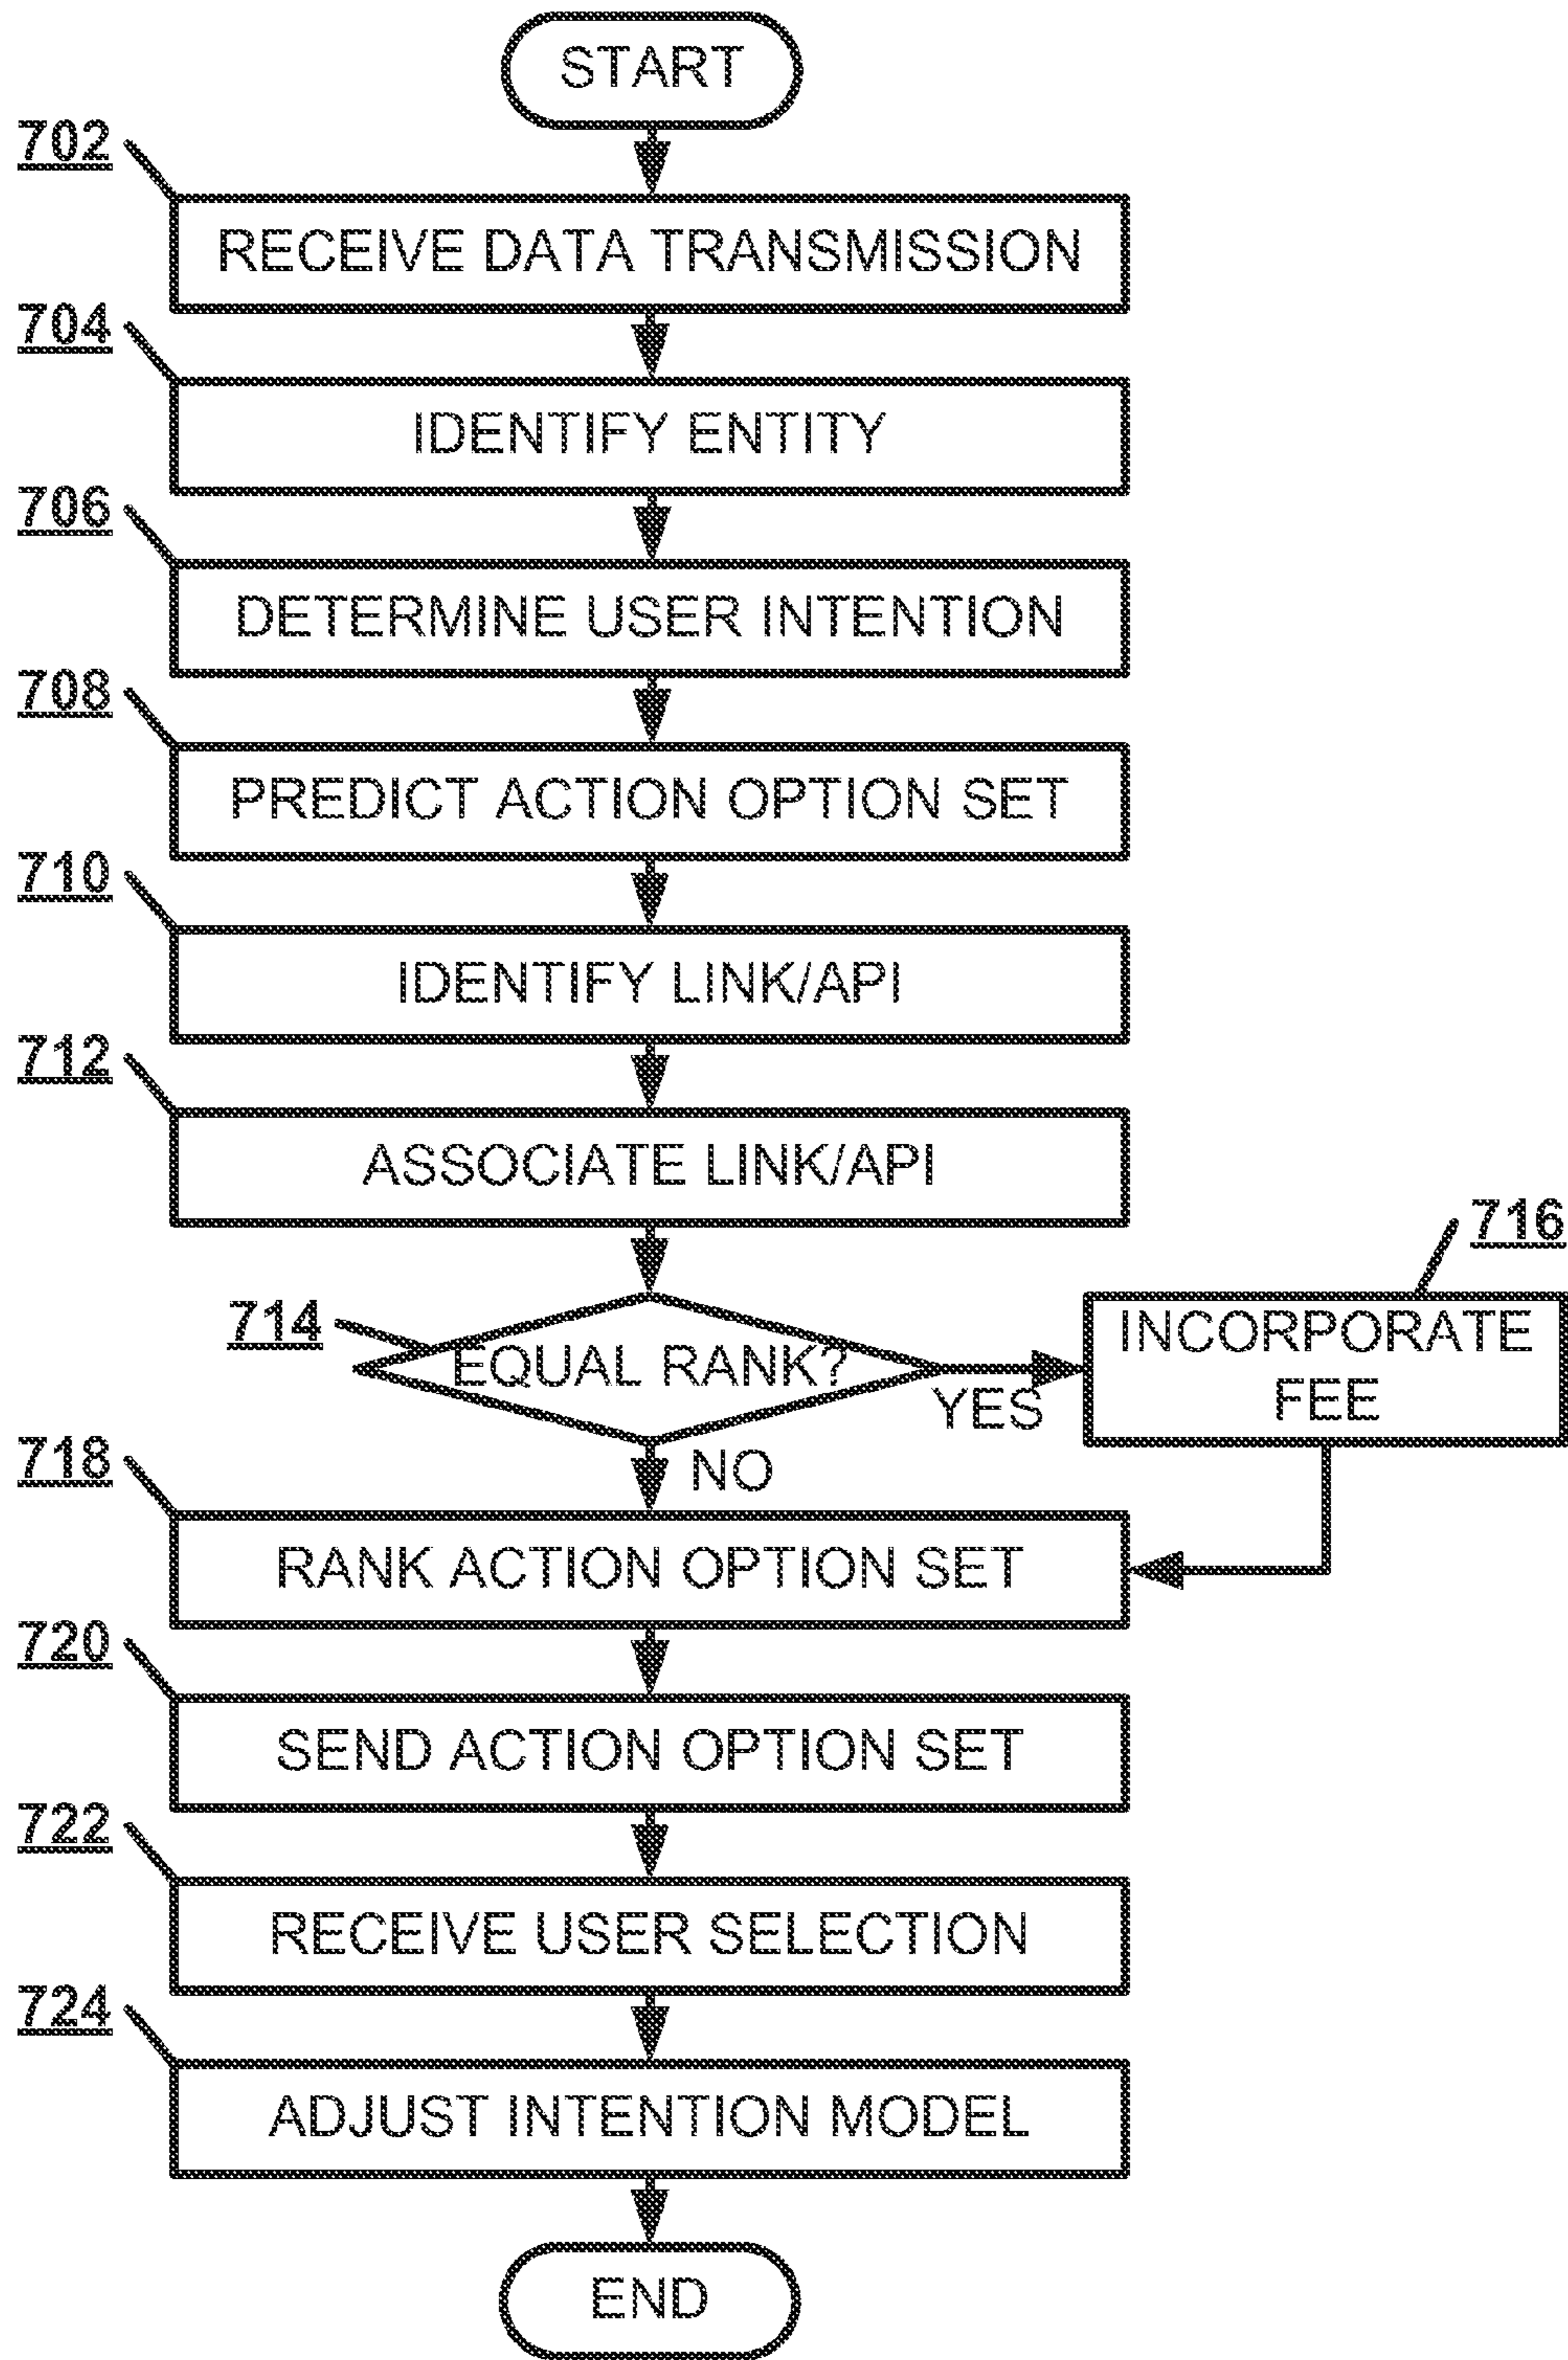 START
702
RECEIVE DATA TRANSMISSION
704
IDENTIFY ENTITY
706
DETERMINE USER INTENTION
708
PREDICT ACTION OPTION SET
710
IDENTIFY LINK/API
712
ASSOCIATE LINK/API
714
EQUAL RANK?
YES
716
INCORPORATE
FEE
NO
718
RANK ACTION OPTION SET
720
SEND ACTION OPTION SET
722
RECEIVE USER SELECTION
724
ADJUST INTENTION MODEL
END